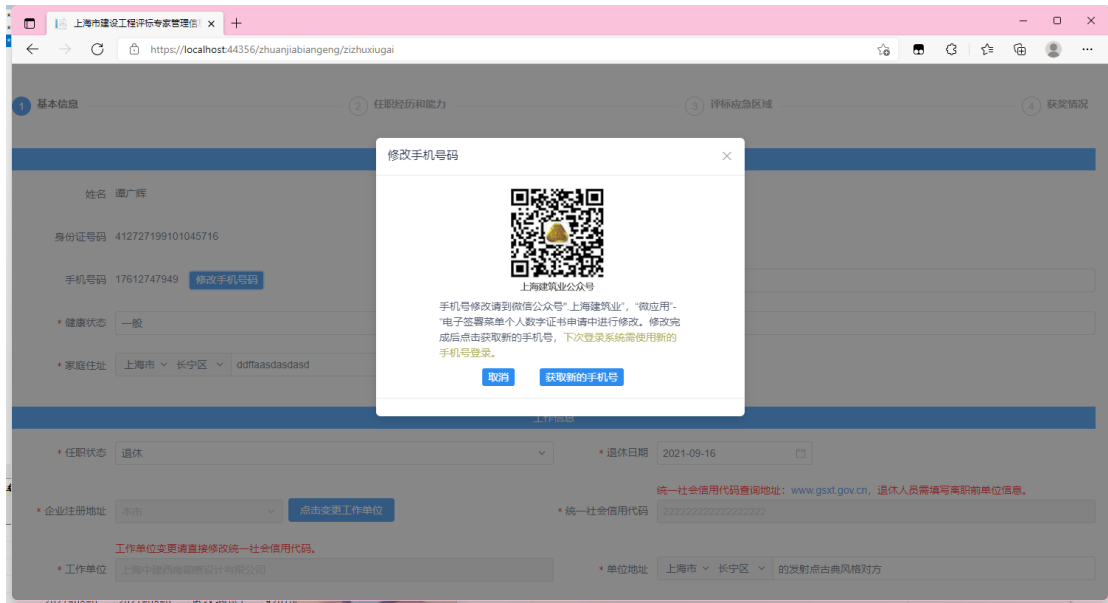 上海市建设工程评标专家管理信
https://localhost:44356/zhuanjiabiangeng/zizhuxiugai
1 基本信息
2 任职经历和能力
3 评标应急区域
4 获奖情况
修改手机号码
上海建筑业公众号
手机号修改请到微信公众号"上海建筑业"，"微应用"-
"电子签署菜单个人数字证书申请中进行修改。修改完
成后点击获取新的手机号，下次登录系统需使用新的
手机号登录。
取消 获取新的手机号
姓名 谭广辉
身份证号码 412727199101045716
手机号码 17612747949 修改手机号码
* 健康状态 一般
* 家庭住址 上海市 长宁区 ddffaasdasdasd
工作信息
* 任职状态 退休
* 退休日期 2021-09-16
统一社会信用代码查询地址：www.gsxt.gov.cn，退休人员需填写离职前单位信息。
* 企业注册地址 本市 点击变更工作单位
* 统一社会信用代码 222222222222222222
工作单位变更请直接修改统一社会信用代码。
* 工作单位 上海中建西南勘察设计有限公司
* 单位地址 上海市 长宁区 的发射点古典风格对方